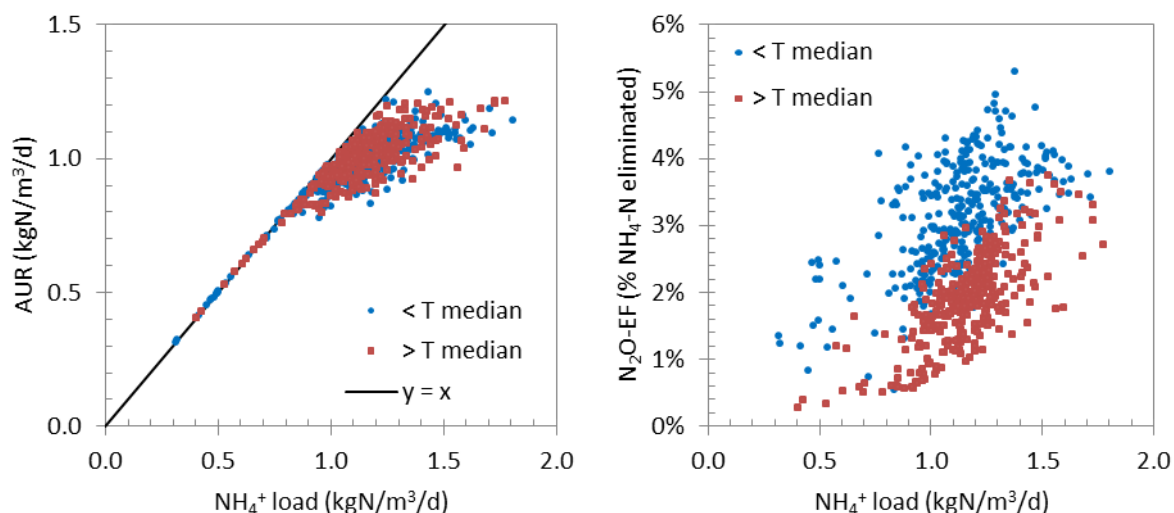 1.5
1.0
0.5
0.0
AUR (kgN/m³/d)
< T median
> T median
y = x
0.0 0.5 1.0 1.5 2.0
NH₄⁺ load (kgN/m³/d)
5%
4%
3%
2%
1%
0%
N₂O-EF (% NH₄-N eliminated)
< T median
> T median
0.0 0.5 1.0 1.5 2.0
NH₄⁺ load (kgN/m³/d)